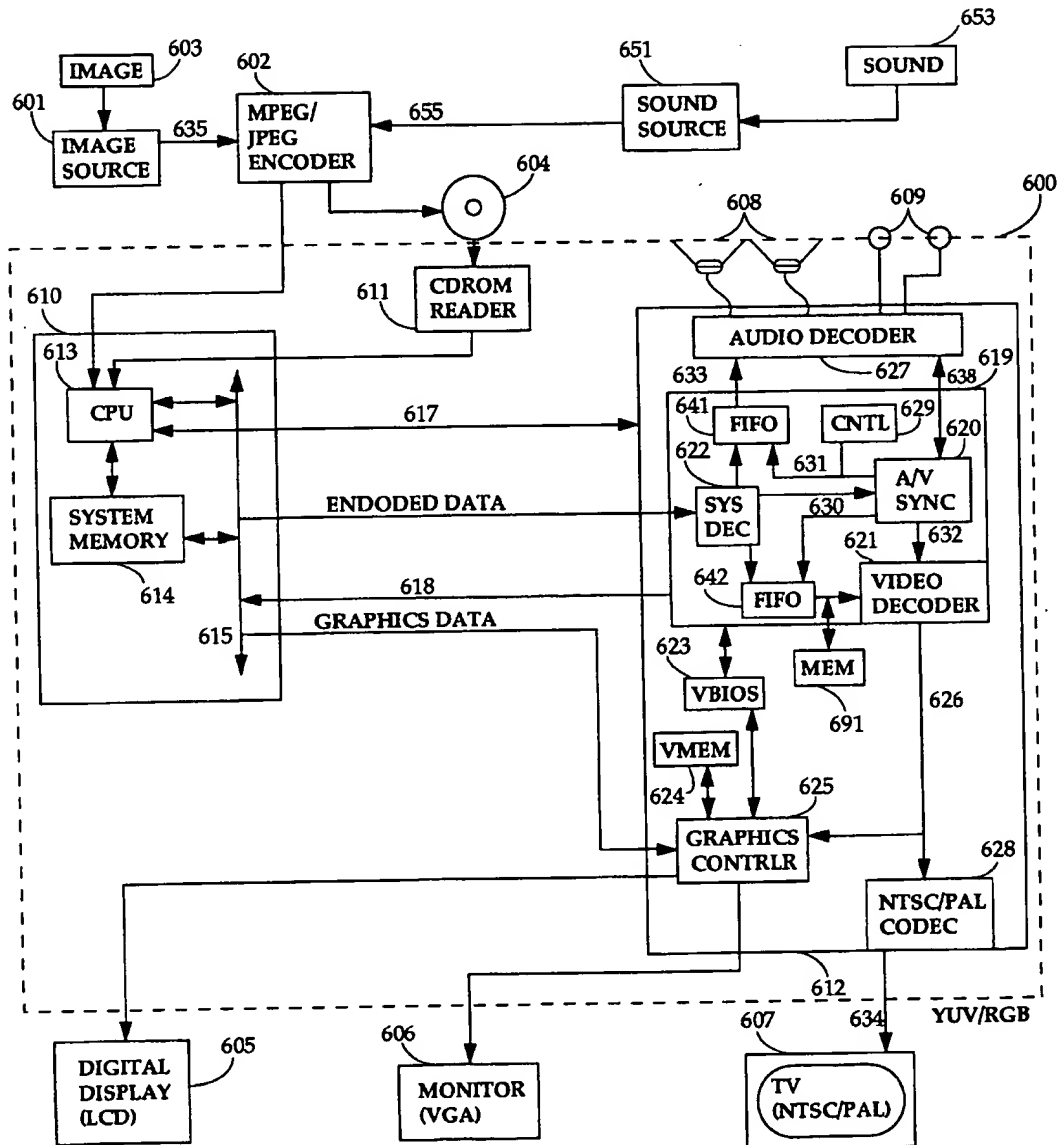 603
IMAGE
601
IMAGE
SOURCE
635
602
MPEG/
JPEG
ENCODER
655
651
SOUND
SOURCE
653
SOUND
604
608
609
600
611
CDROM
READER
610
613
CPU
617
SYSTEM
MEMORY
614
615
ENDODED DATA
618
GRAPHICS DATA
AUDIO DECODER
627
633
638
619
641
FIFO
CNTL
629
620
622
631
A/V
SYNC
SYS
DEC
630
632
621
642
FIFO
VIDEO
DECODER
623
VBIOS
MEM
691
626
VMEM
624
625
GRAPHICS
CONTRLR
628
NTSC/PAL
CODEC
612
YUV/RGB
634
605
DIGITAL
DISPLAY
(LCD)
606
MONITOR
(VGA)
607
TV
(NTSC/PAL)